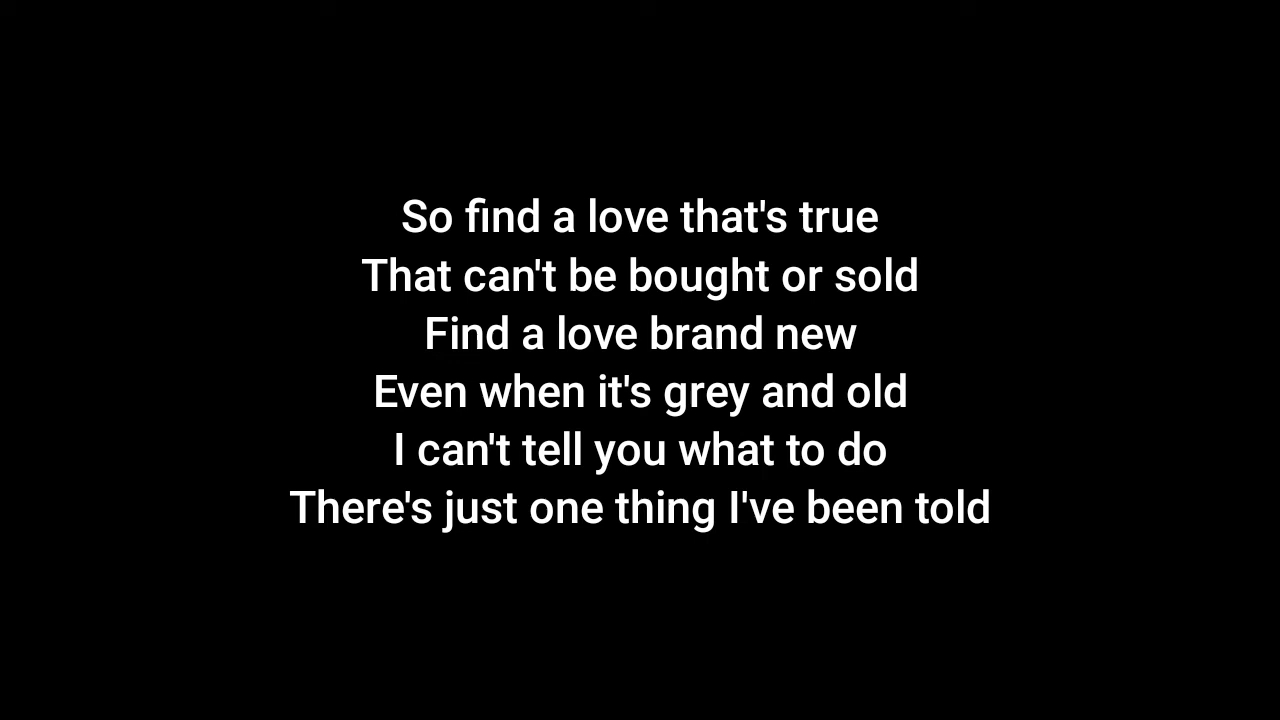 So find a love that's true
That can't be bought or sold
Find a love brand new
Even when it's grey and old
I can't tell you what to do
There's just one thing I've been told